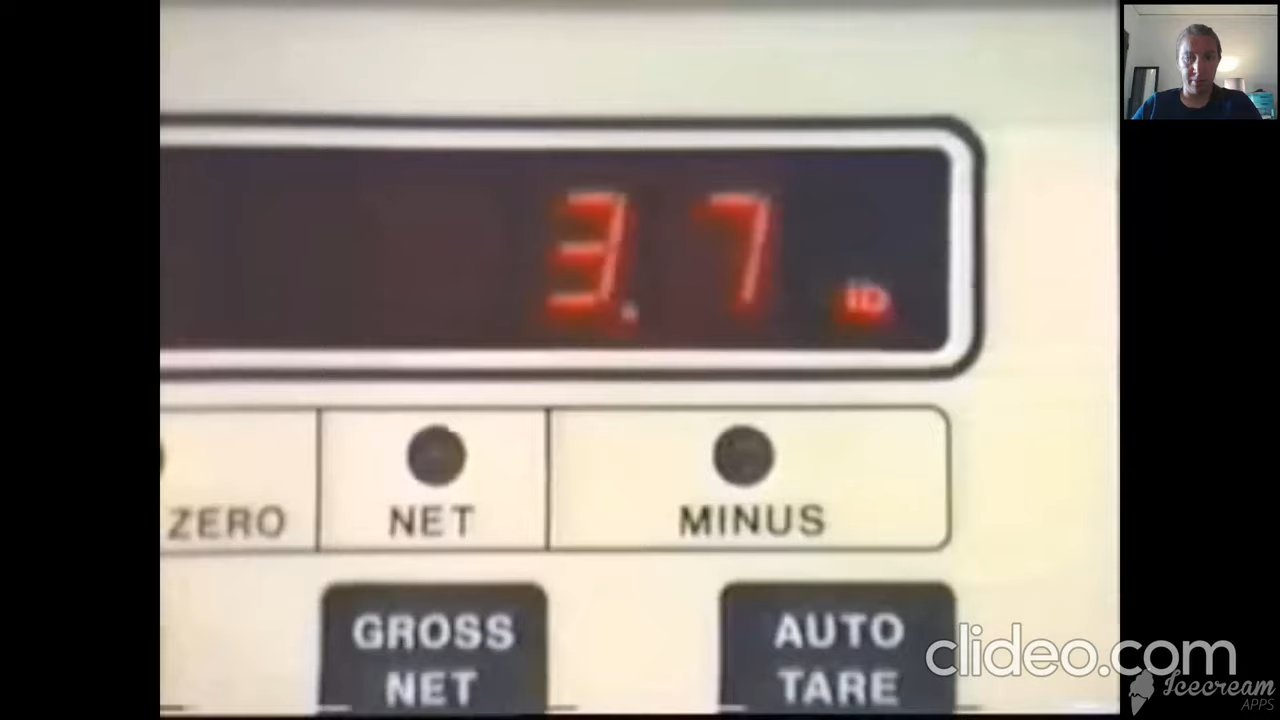 3.7 lb
ZERO
NET
MINUS
GROSS
NET
AUTO
TARE
clideo.com
Icecream
APPS